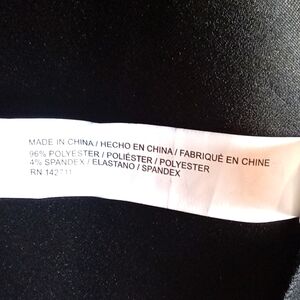 MADE IN CHINA / HECHO EN CHINA / FABRIQUÉ EN CHINE
96% POLYESTER / POLIÉSTER / POLYESTER
4% SPANDEX / ELASTANO / SPANDEX
RN 142711